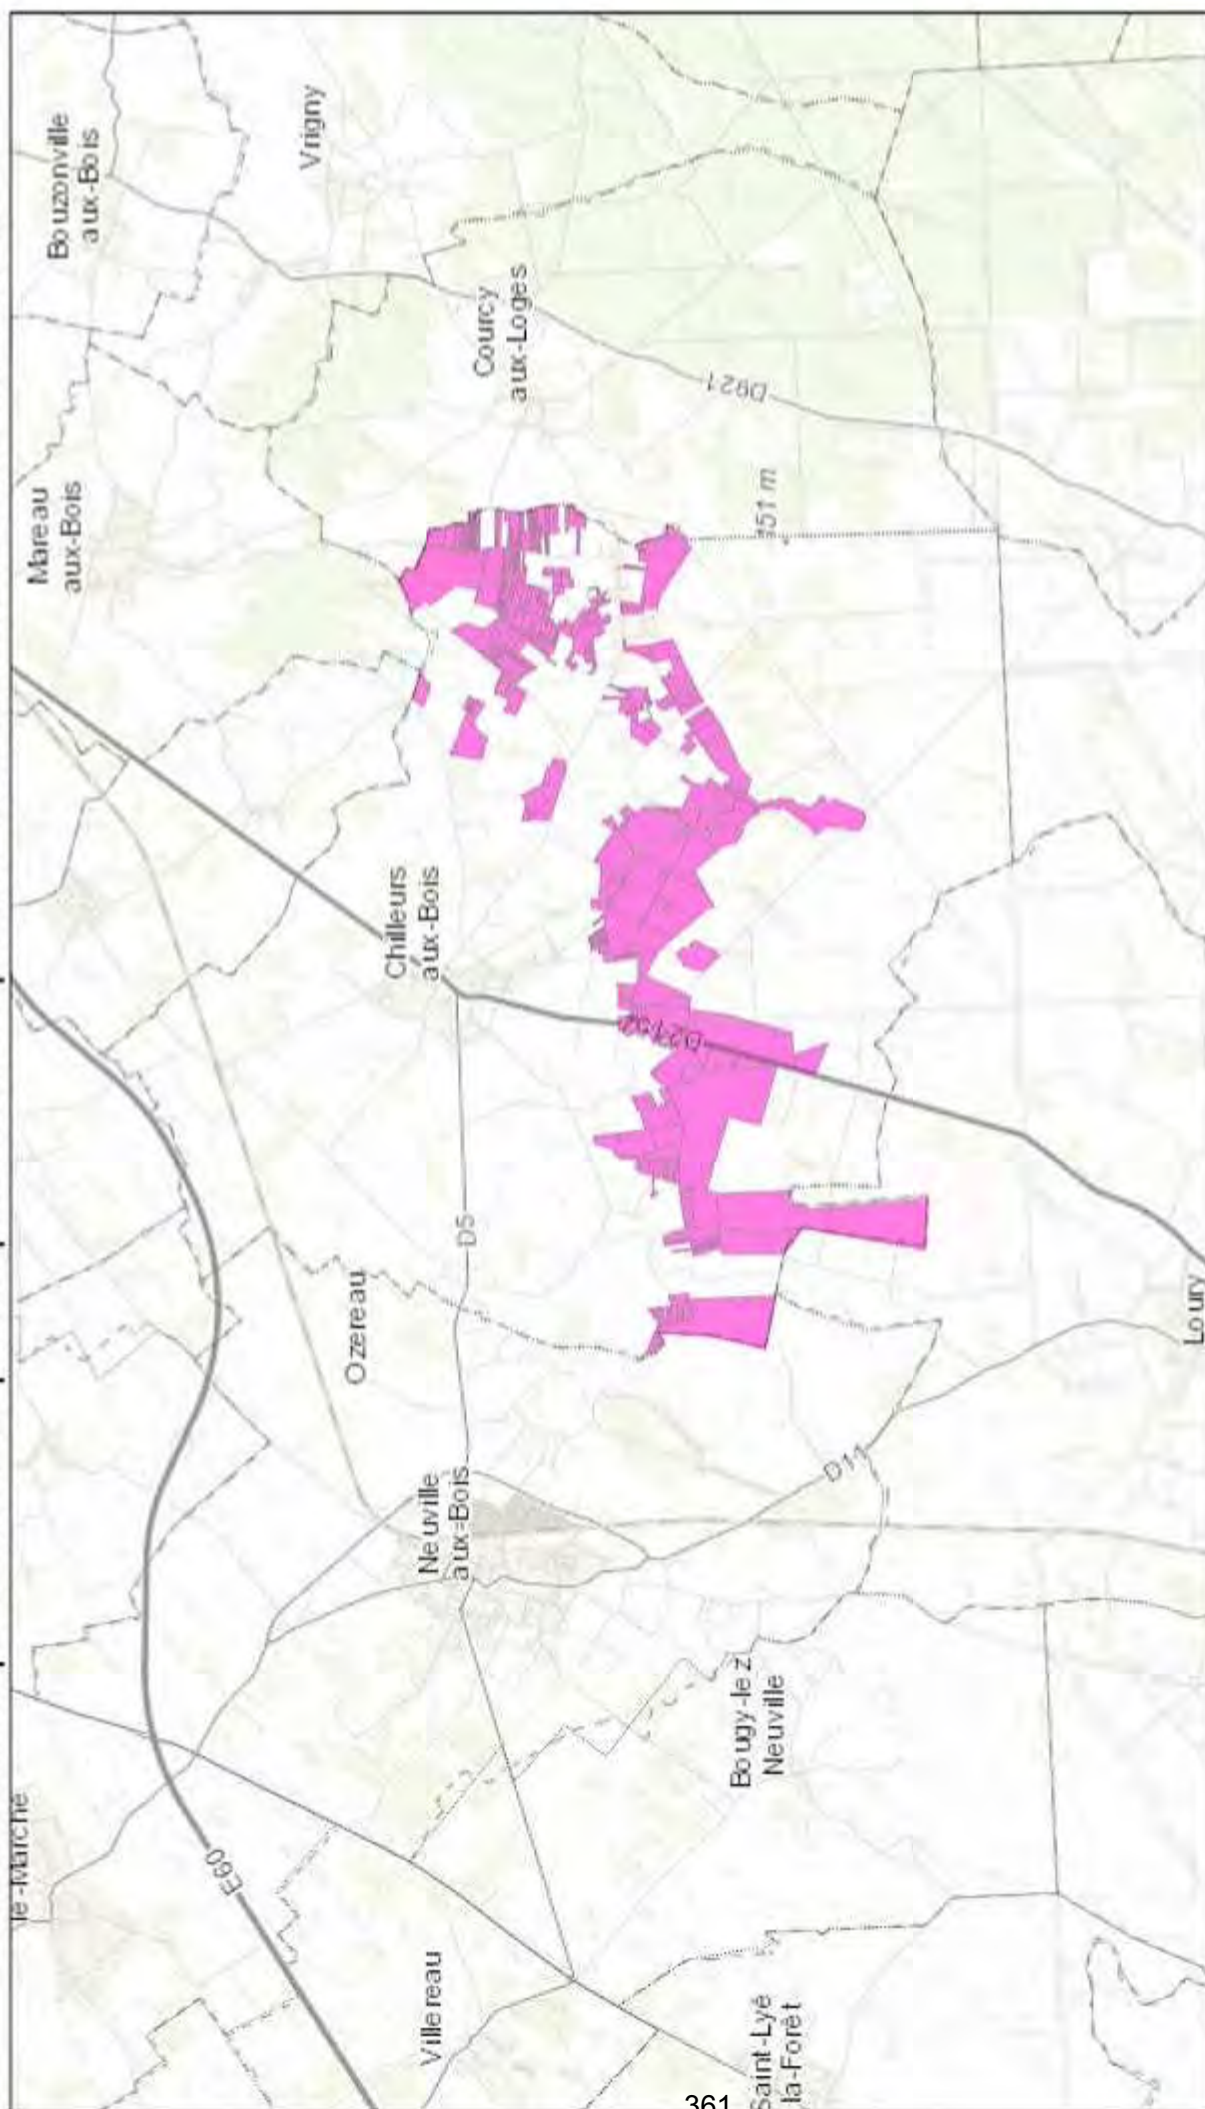 le-Marché
Mareau
aux-Bois
Bouzonville
aux-Bois
E60
Vrigny
Ozereau
Villereau
Neuville
aux-Bois
Chilleurs
aux-Bois
D5
Courcy
aux-Loges
D2152
D921
Bougy-lez
Neuville
Saint-Lyé
la-Forêt
151 m
D11
Loury
361